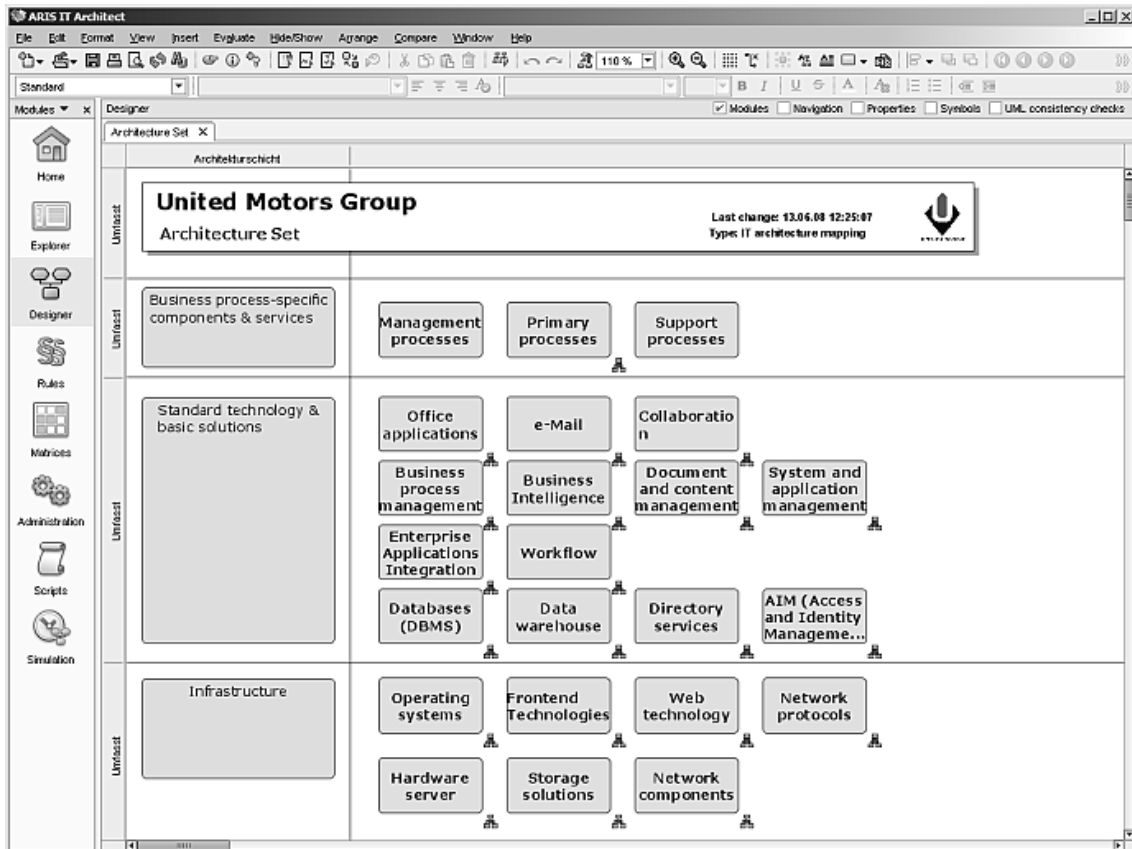 ARIS IT Architect
File Edit Format View Insert Evaluate Hide/Show Arrange Compare Window Help
110 %
Standard
B I U S A
Modules
Designer
Modules Navigation Properties Symbols UML consistency checks
Architecture Set X
Home
Explorer
Designer
Rules
Matrices
Administration
Scripts
Simulation
Architekturschicht
Umfasst
United Motors Group
Architecture Set
Last change: 13.06.08 12:25:07
Type: IT architecture mapping
Umfasst
Business process-specific
components & services
Management
processes
Primary
processes
Support
processes
Umfasst
Standard technology &
basic solutions
Office
applications
e-Mail
Collaboratio
n
Business
process
management
Business
Intelligence
Document
and content
management
System and
application
management
Enterprise
Applications
Integration
Workflow
Databases
(DBMS)
Data
warehouse
Directory
services
AIM (Access
and Identity
Manageme...
Umfasst
Infrastructure
Operating
systems
Frontend
Technologies
Web
technology
Network
protocols
Hardware
server
Storage
solutions
Network
components